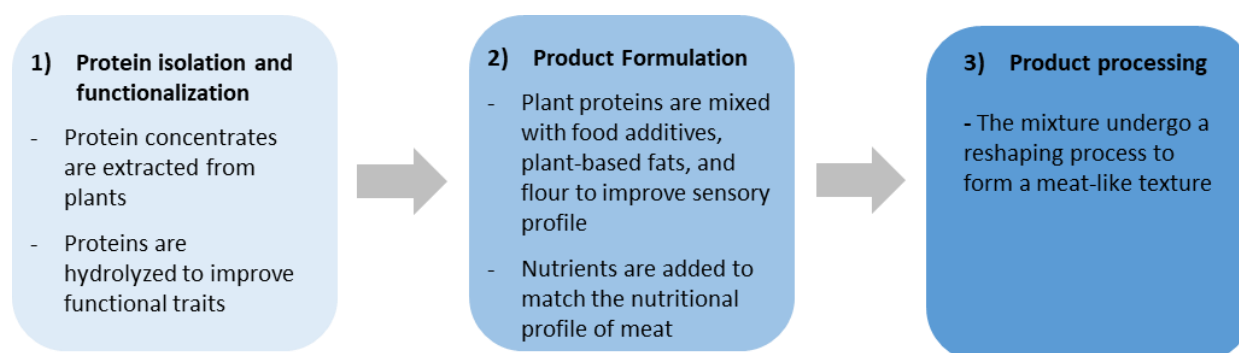 1) Protein isolation and
functionalization
- Protein concentrates
are extracted from
plants
- Proteins are
hydrolyzed to improve
functional traits
2) Product Formulation
- Plant proteins are mixed
with food additives,
plant-based fats, and
flour to improve sensory
profile
- Nutrients are added to
match the nutritional
profile of meat
3) Product processing
- The mixture undergo a
reshaping process to
form a meat-like texture